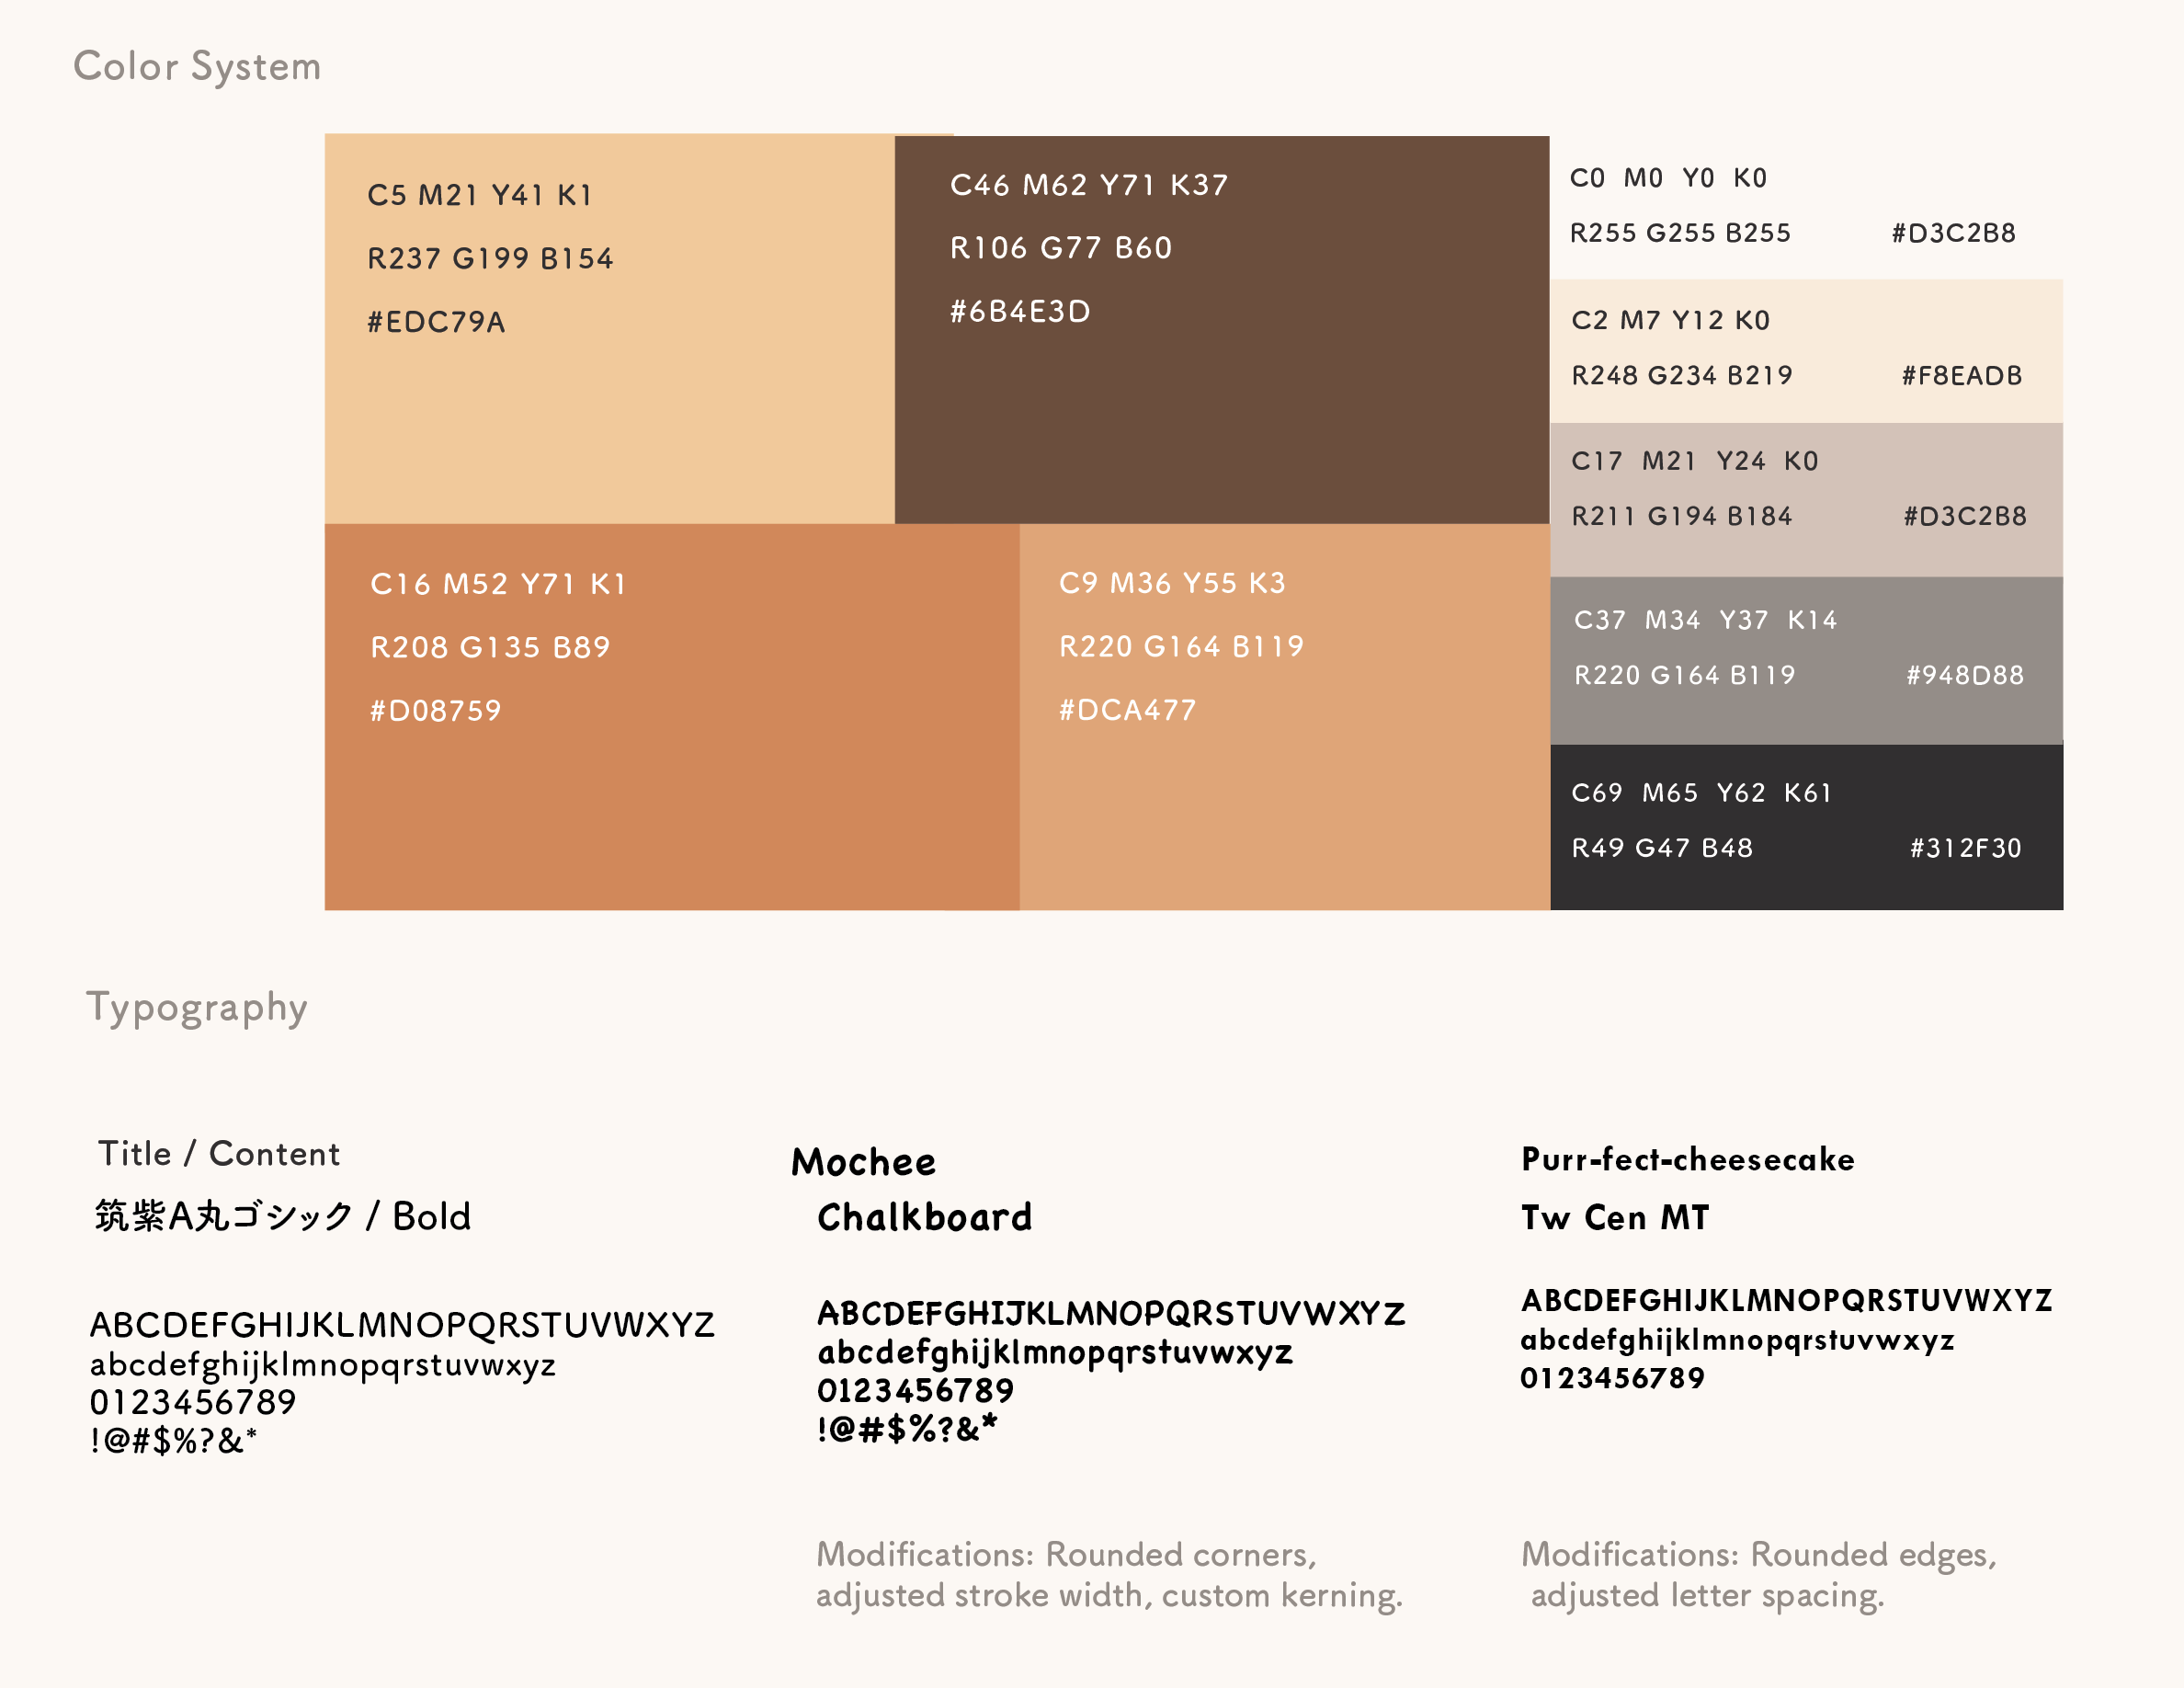 Color System
C5 M21 Y41 K1
R237 G199 B154
#EDC79A
C46 M62 Y71 K37
R106 G77 B60
#6B4E3D
C0 M0 Y0 K0
R255 G255 B255 #D3C2B8
C2 M7 Y12 K0
R248 G234 B219 #F8EADB
C17 M21 Y24 K0
R211 G194 B184 #D3C2B8
C16 M52 Y71 K1
R208 G135 B89
#D08759
C9 M36 Y55 K3
R220 G164 B119
#DCA477
C37 M34 Y37 K14
R220 G164 B119 #948D88
C69 M65 Y62 K61
R49 G47 B48 #312F30
Typography
Title / Content
筑紫A丸ゴシック / Bold
ABCDEFGHIJKLMNOPQRSTUVWXYZ
abcdefghijklmnopqrstuvwxyz
0123456789
!@#$%?&*
Mochee
Chalkboard
ABCDEFGHIJKLMNOPQRSTUVWXYZ
abcdefghijklmnopqrstuvwxyz
0123456789
!@#$%?&*
Modifications: Rounded corners,
adjusted stroke width, custom kerning.
Purr-fect-cheesecake
Tw Cen MT
ABCDEFGHIJKLMNOPQRSTUVWXYZ
abcdefghijklmnopqrstuvwxyz
0123456789
Modifications: Rounded edges,
adjusted letter spacing.